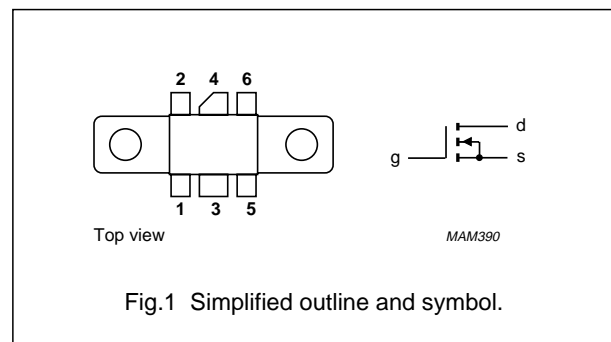 2 4 6
g d s
1 3 5
Top view MAM390
Fig.1 Simplified outline and symbol.